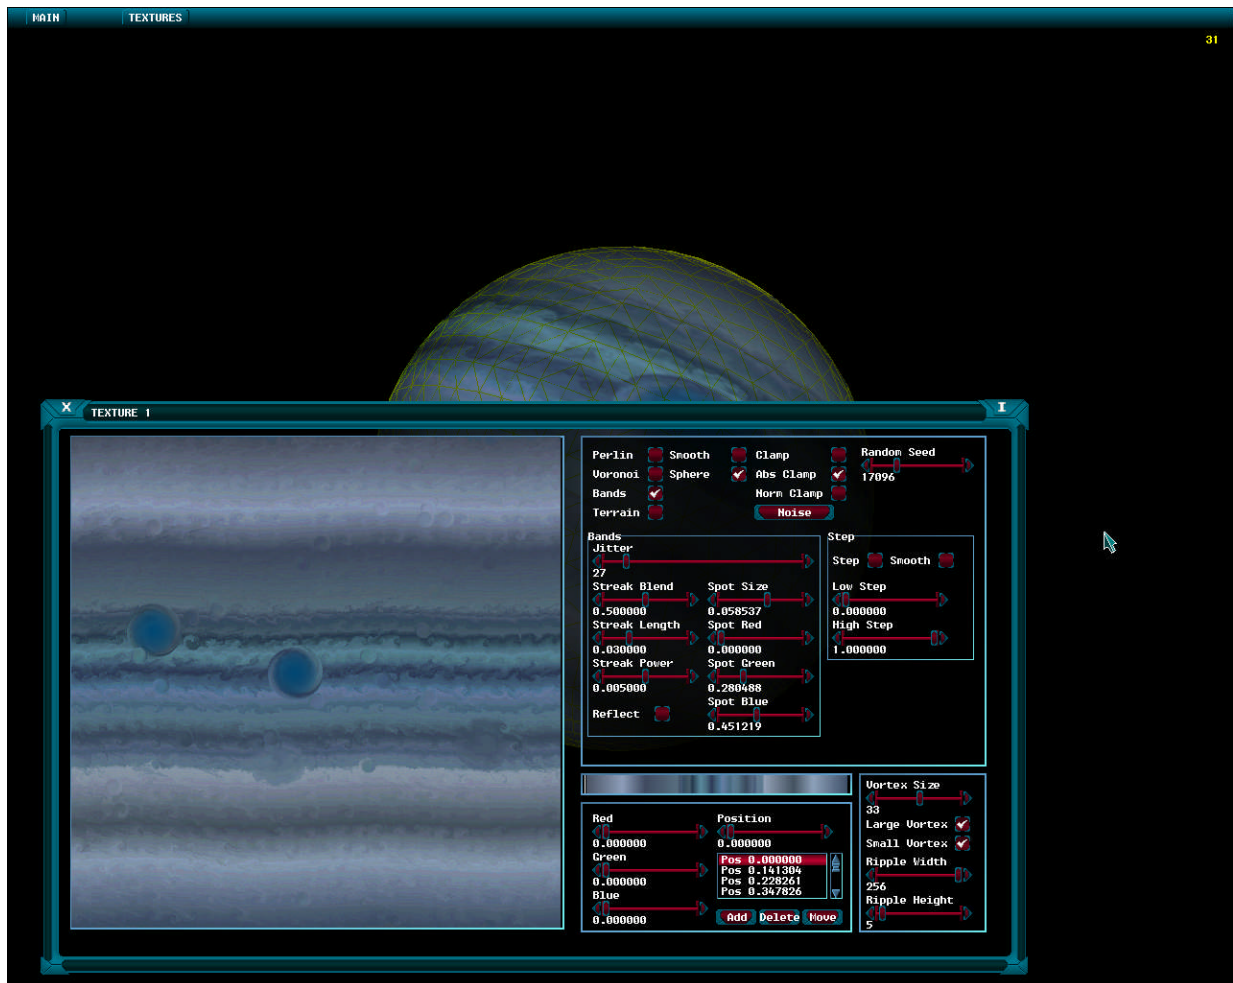 MAIN TEXTURES
31
X TEXTURE 1 I
Perlin Smooth Clamp Random Seed
Voronoi Sphere Abs Clamp 17096
Bands Norm Clamp
Terrain Noise
Bands Step
Jitter
Step Smooth
27
Streak Blend Spot Size Low Step
0.500000 0.058537 0.000000
Streak Length Spot Red High Step
0.030000 0.000000 1.000000
Streak Power Spot Green
0.005000 0.280488
Spot Blue
Reflect
0.451219
Vortex Size
33
Red Position Large Vortex
0.000000 0.000000 Small Vortex
Green Pos 0.000000 Ripple Width
Pos 0.141304
0.000000 Pos 0.228261 256
Blue Pos 0.347826 Ripple Height
0.000000 Add Delete Move 5